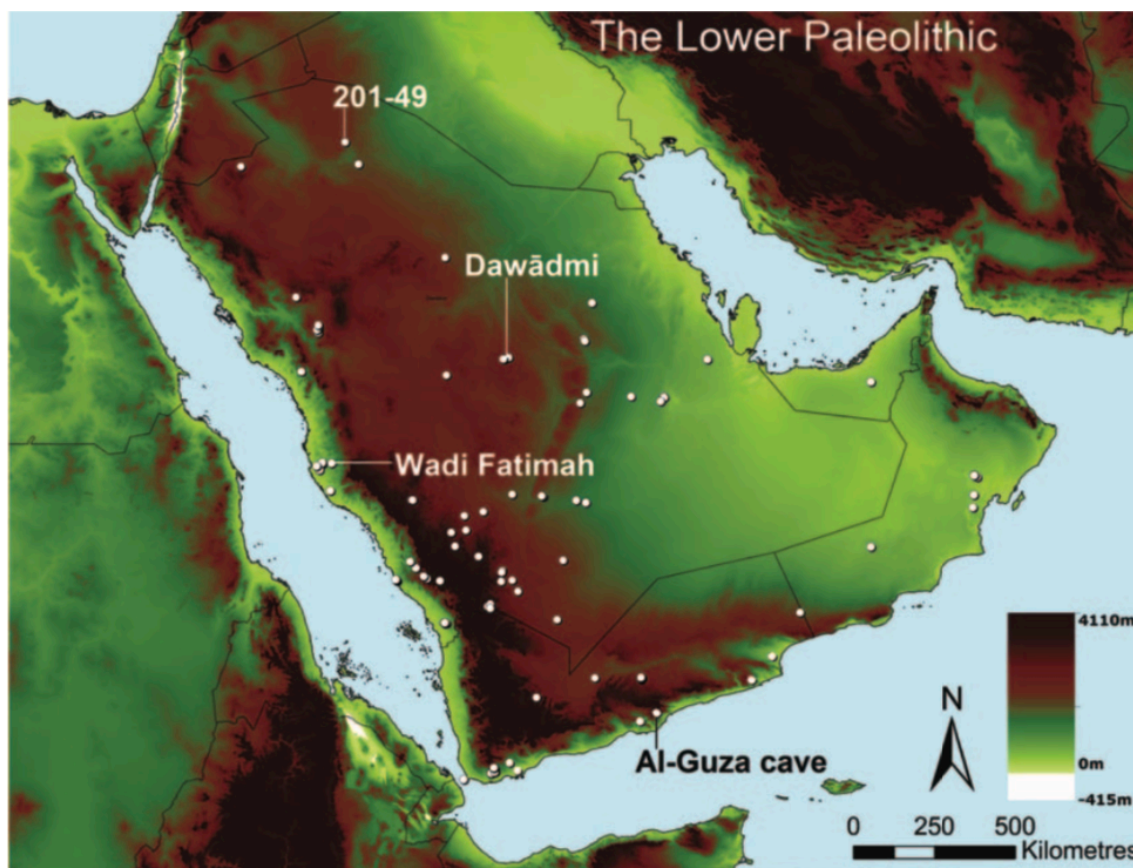 The Lower Paleolithic
201-49
Dawādmi
Wadi Fatimah
Al-Guza cave
4110m
0m
-415m
N
0 250 500
Kilometres